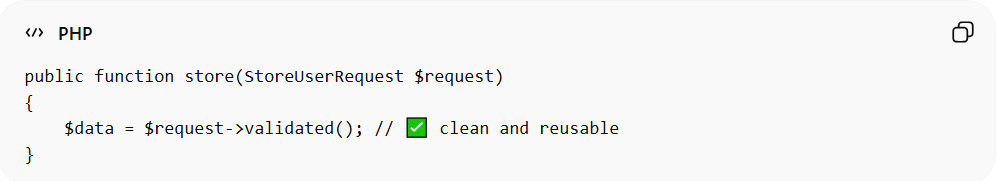 PHP
public function store(StoreUserRequest $request)
{
    $data = $request->validated(); // ✅ clean and reusable
}